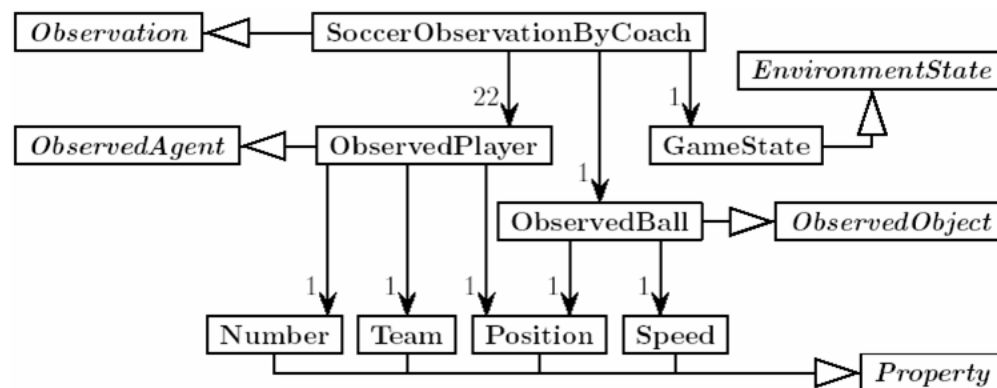 Observation
SoccerObservationByCoach
EnvironmentState
22
1
ObservedAgent
ObservedPlayer
GameState
1
ObservedBall
ObservedObject
1
1
1
1
1
Number
Team
Position
Speed
Property